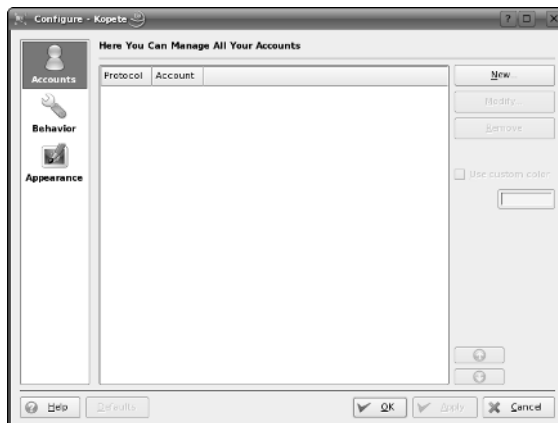 Configure - Kopete
Here You Can Manage All Your Accounts
Accounts
Behavior
Appearance
Protocol Account
New...
Modify...
Remove
Use custom color
Help Defaults OK Apply Cancel